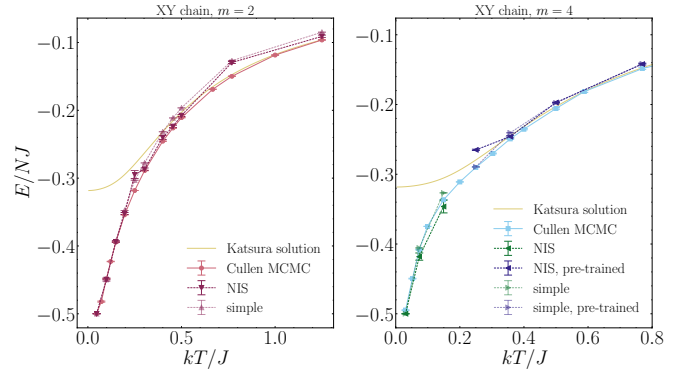 XY chain, m = 2
XY chain, m = 4
E/NJ
−0.1
−0.2
−0.3
−0.4
−0.5
Katsura solution
Cullen MCMC
NIS
simple
0.0
0.5
1.0
kT/J
−0.1
−0.2
−0.3
−0.4
−0.5
Katsura solution
Cullen MCMC
NIS
NIS, pre-trained
simple
simple, pre-trained
0.0
0.2
0.4
0.6
0.8
kT/J